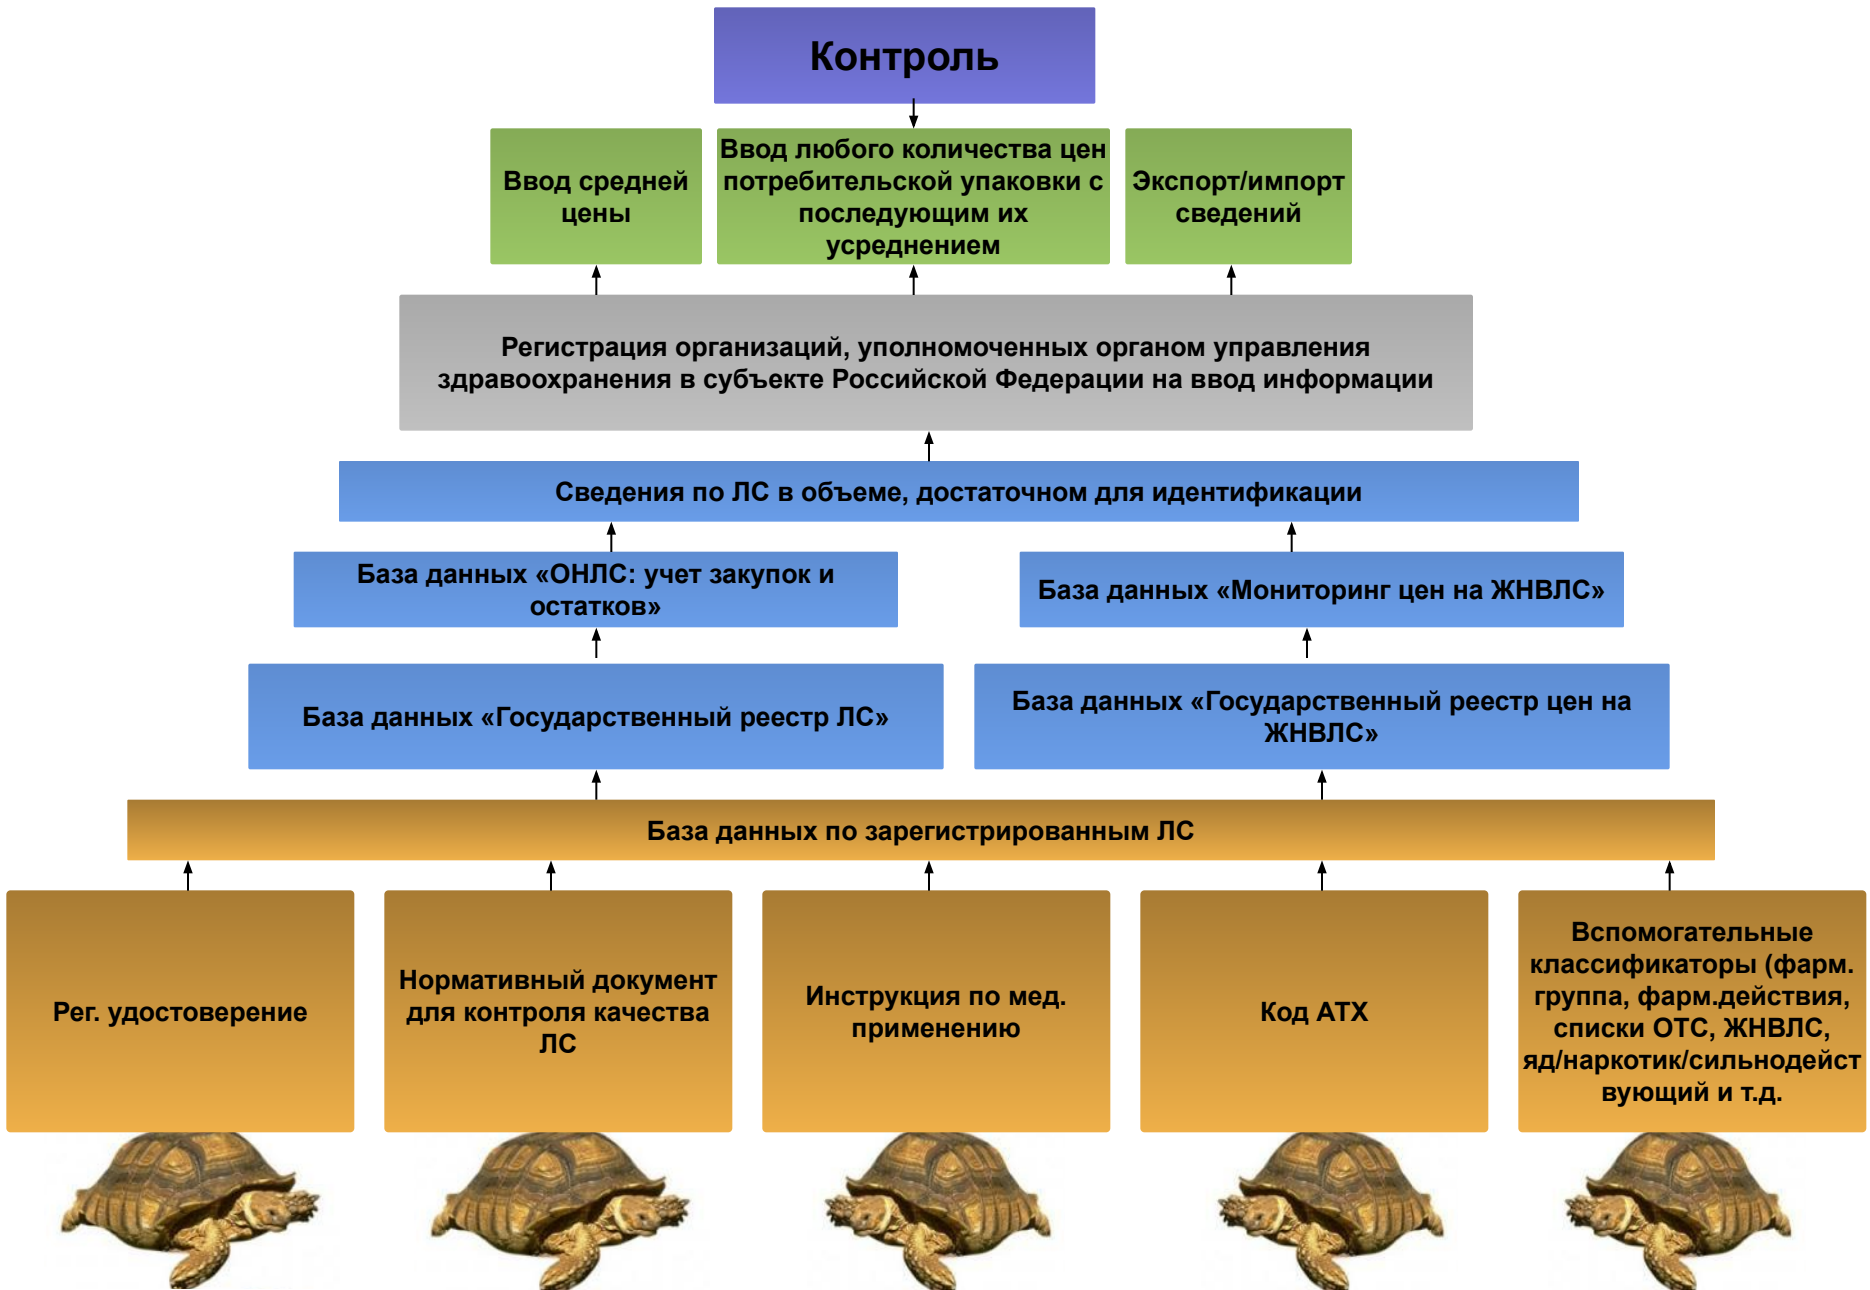 Контроль
Ввод средней
цены
Ввод любого количества цен
потребительской упаковки с
последующим их
усреднением
Экспорт/импорт
сведений
Регистрация организаций, уполномоченных органом управления
здравоохранения в субъекте Российской Федерации на ввод информации
Сведения по ЛС в объеме, достаточном для идентификации
База данных «ОНЛС: учет закупок и
остатков»
База данных «Мониторинг цен на ЖНВЛС»
База данных «Государственный реестр ЛС»
База данных «Государственный реестр цен на
ЖНВЛС»
База данных по зарегистрированным ЛС
Рег. удостоверение
Нормативный документ
для контроля качества
ЛС
Инструкция по мед.
применению
Код АТХ
Вспомогательные
классификаторы (фарм.
группа, фарм.действия,
списки ОТС, ЖНВЛС,
яд/наркотик/сильнодейст
вующий и т.д.